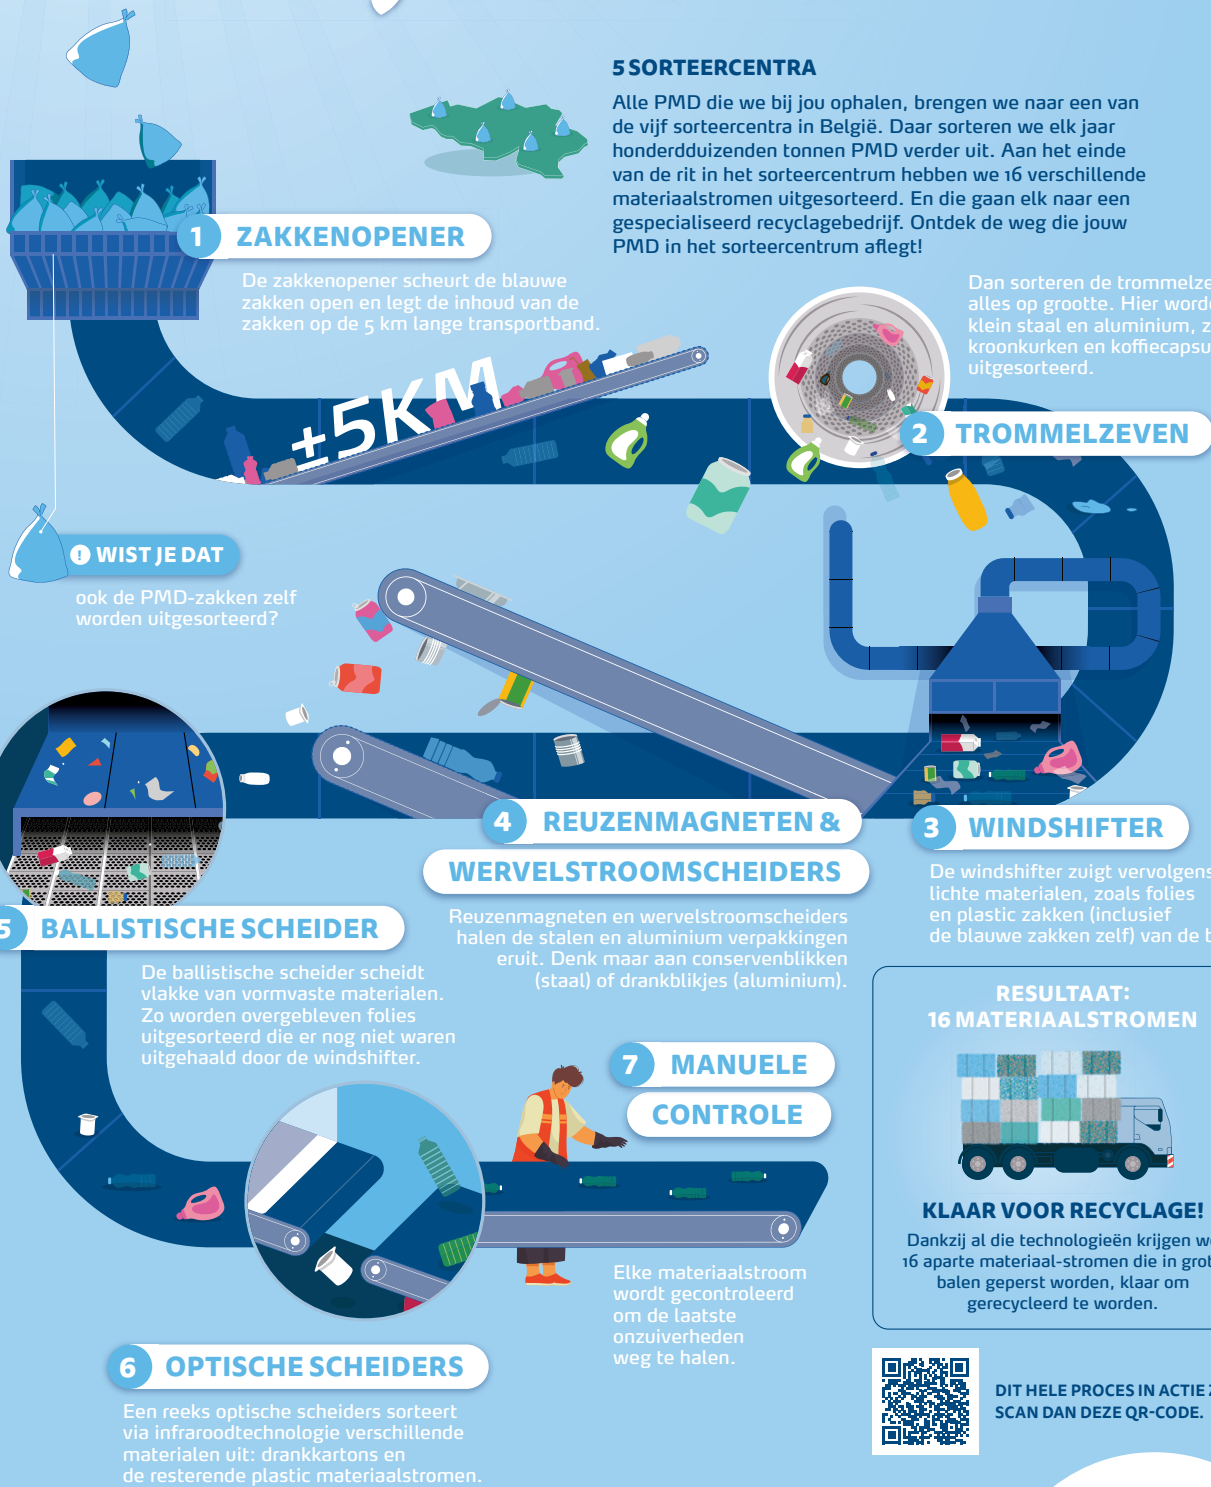 5 SORTEERCENTRA
Alle PMD die we bij jou ophalen, brengen we naar een van
de vijf sorteercentra in België. Daar sorteren we elk jaar
honderdduizenden tonnen PMD verder uit. Aan het einde
van de rit in het sorteercentrum hebben we 16 verschillende
materiaalstromen uitgesorteerd. En die gaan elk naar een
gespecialiseerd recyclagebedrijf. Ontdek de weg die jouw
PMD in het sorteercentrum aflegt!
1 ZAKKENOPENER
De zakkenopener scheurt de blauwe
zakken open en legt de inhoud van de
zakken op de 5 km lange transportband.
±5KM
Dan sorteren de
alles op grootte. Hier
klein staal en aluminium,
kroonkurken en
uitgesorteerd.
2 TROMMELZEVEN
! WIST JE DAT
ook de PMD-zakken zelf
worden uitgesorteerd?
3 WINDSHIFTER
De windshifter zuigt vervolgens
lichte materialen, zoals folies
en plastic zakken (inclusief
de blauwe zakken zelf) van de
4 REUZENMAGNETEN &
WERVELSTROOMSCHEIDERS
Reuzenmagneten en wervelstroomscheiders
halen de stalen en aluminium verpakkingen
eruit. Denk maar aan conservenblikken
(staal) of drankblikjes (aluminium).
5 BALLISTISCHE SCHEIDER
De ballistische scheider scheidt
vlakke van vormvaste materialen.
Zo worden overgebleven folies
uitgesorteerd die er nog niet waren
uitgehaald door de windshifter.
6 OPTISCHE SCHEIDERS
Een reeks optische scheiders sorteert
via infraroodtechnologie verschillende
materialen uit: drankkartons en
de resterende plastic materiaalstromen.
7 MANUELE
CONTROLE
Elke materiaalstroom
wordt gecontroleerd
om de laatste
onzuiverheden
weg te halen.
RESULTAAT:
16 MATERIAALSTROMEN
KLAAR VOOR RECYCLAGE!
Dankzij al die technologieën krijgen
16 aparte materiaal-stromen die in
balen geperst worden, klaar om
gerecycleerd te worden.
DIT HELE PROCES IN ACTIE
SCAN DAN DEZE QR-CODE.